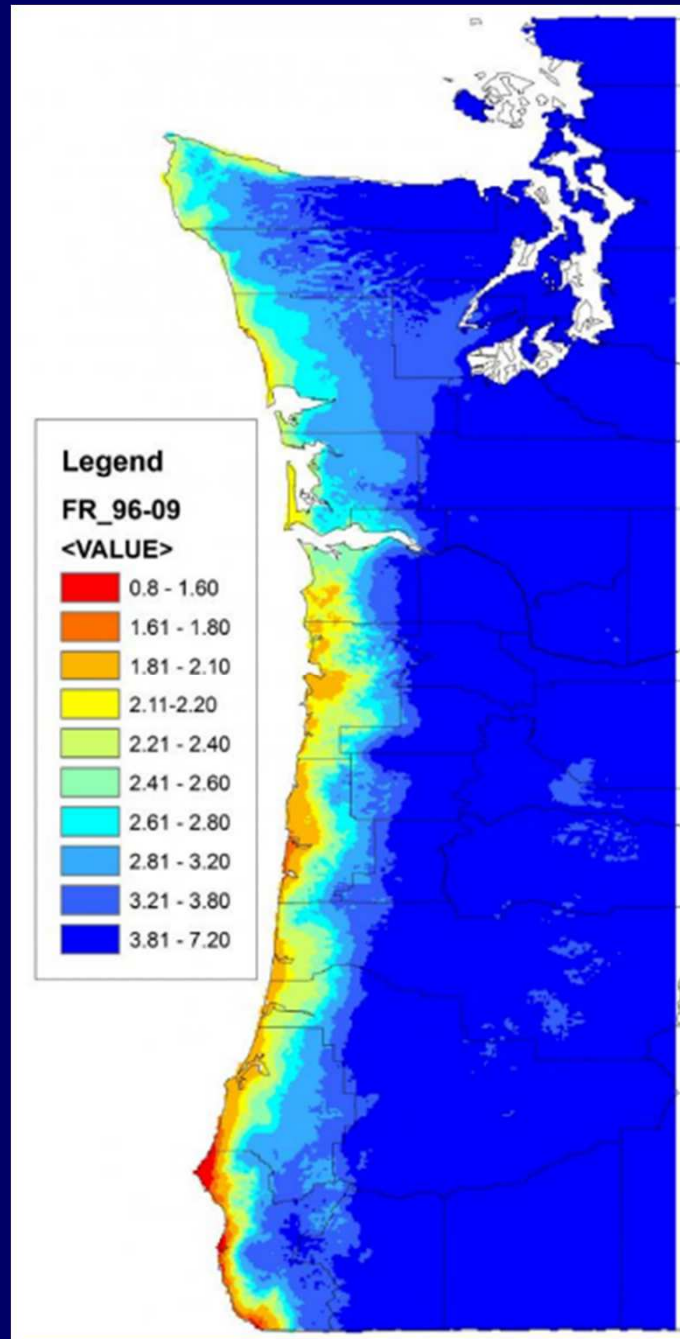 Legend
FR_96-09
<VALUE>
0.8 - 1.60
1.61 - 1.80
1.81 - 2.10
2.11-2.20
2.21 - 2.40
2.41 - 2.60
2.61 - 2.80
2.81 - 3.20
3.21 - 3.80
3.81 - 7.20